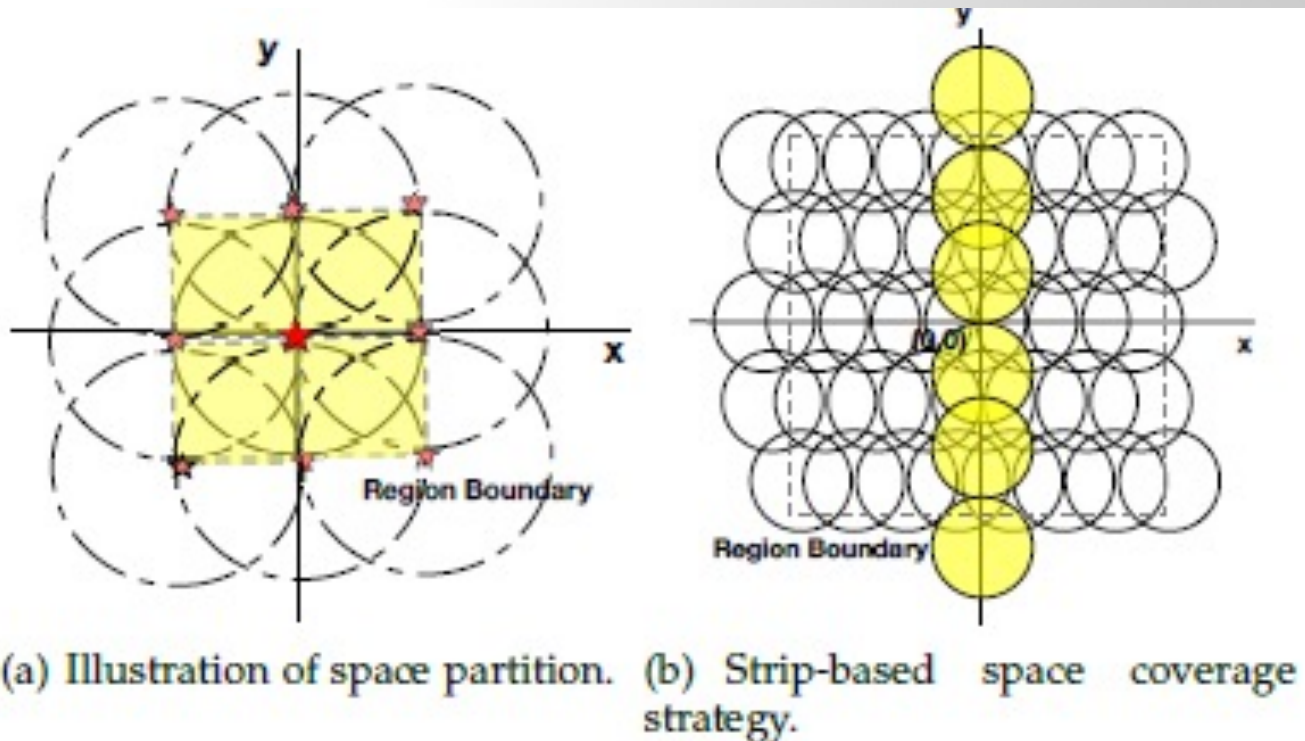 y
x
Region Boundary
(a) Illustration of space partition.
y
(0,0)
x
Region Boundary
(b) Strip-based space coverage
strategy.